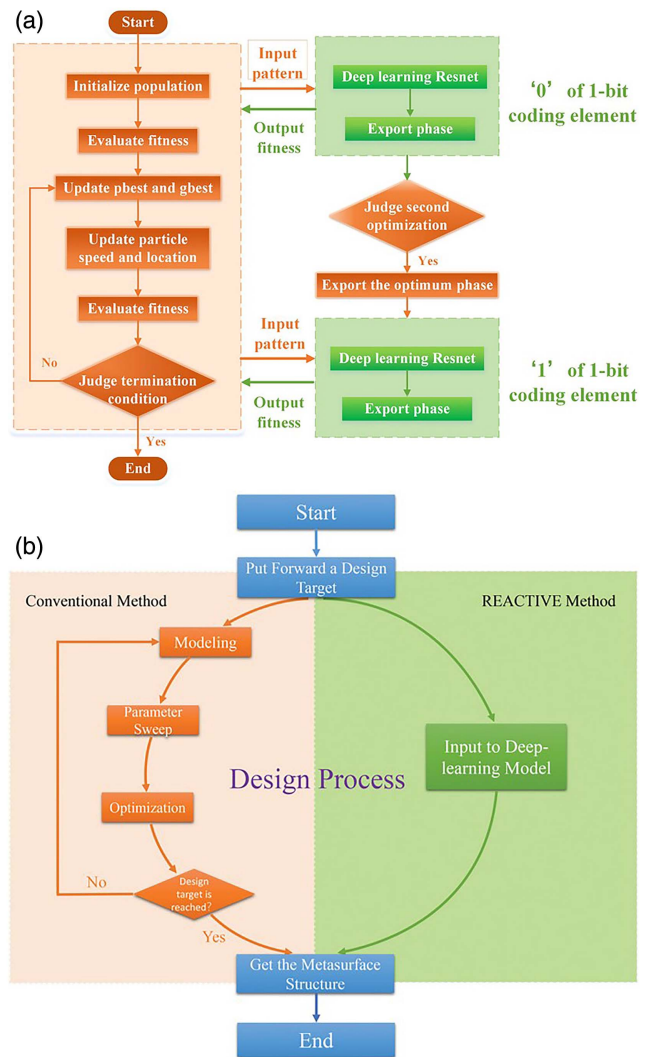 (a)
Start
Initialize population
Evaluate fitness
Update pbest and gbest
Update particle
speed and location
Evaluate fitness
No
Judge termination
condition
Yes
End
Input
pattern
Output
fitness
Deep learning Resnet
Export phase
‘0’ of 1-bit
coding element
Judge second
optimization
Yes
Export the optimum phase
Input
pattern
Output
fitness
Deep learning Resnet
Export phase
‘1’ of 1-bit
coding element
(b)
Start
Put Forward a Design
Target
Conventional Method
REACTIVE Method
Modeling
Parameter
Sweep
Optimization
Design
target is
reached?
No
Yes
Design Process
Input to Deep-
learning Model
Get the Metasurface
Structure
End